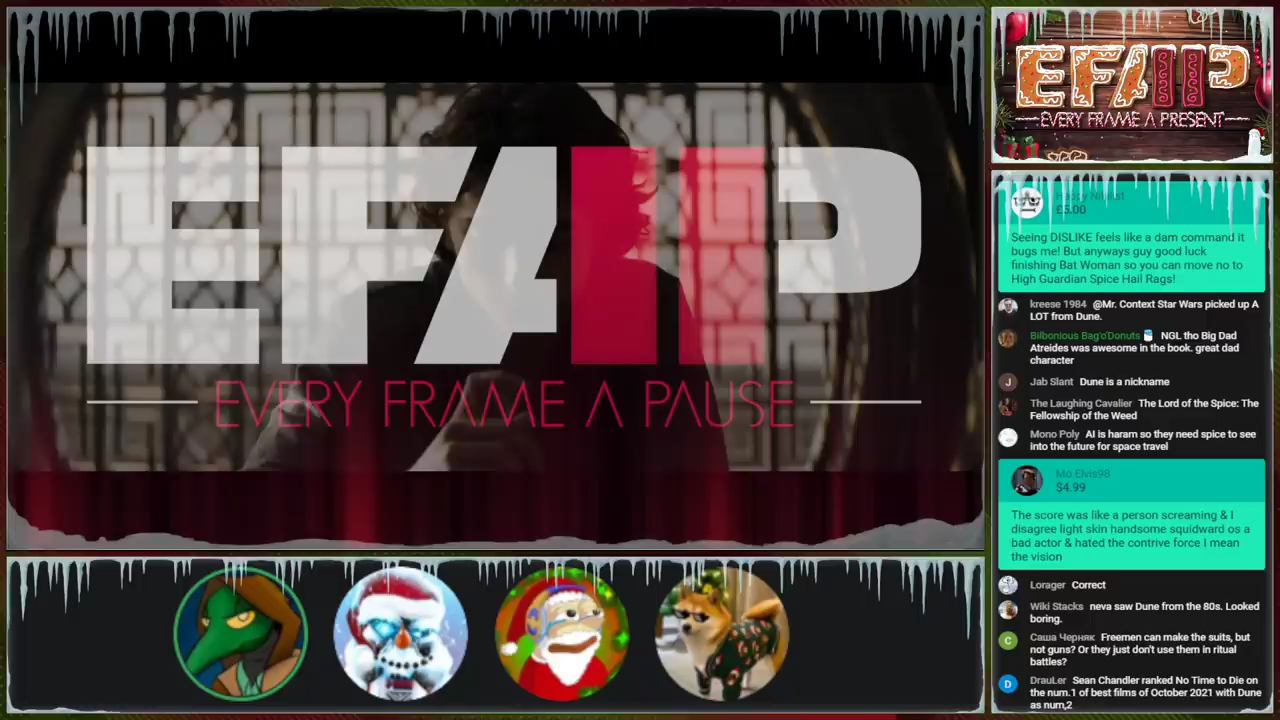 EFAIIP
EVERY FRAME A PAUSE
EFAIIP
EVERY FRAME A PRESENT
Happy Nihilist
£5.00
Seeing DISLIKE feels like a dam command it
bugs me! But anyways guy good luck
finishing Bat Woman so you can move no to
High Guardian Spice Hail Rags!
kreese 1984 @Mr. Context Star Wars picked up A
LOT from Dune.
Bilbonious Bag'o'Donuts NGL tho Big Dad
Atreides was awesome in the book. great dad
character
J
Jab Slant Dune is a nickname
The Laughing Cavalier The Lord of the Spice: The
Fellowship of the Weed
Mono Poly AI is haram so they need spice to see
into the future for space travel
Mo Elvis98
$4.99
The score was like a person screaming & I
disagree light skin handsome squidward os a
bad actor & hated the contrive force I mean
the vision
Lorager Correct
Wiki Stacks neva saw Dune from the 80s. Looked
boring.
С
Саша Черняк Freemen can make the suits, but
not guns? Or they just don't use them in ritual
battles?
D
DrauLer Sean Chandler ranked No Time to Die on
the num.1 of best films of October 2021 with Dune
as num,2